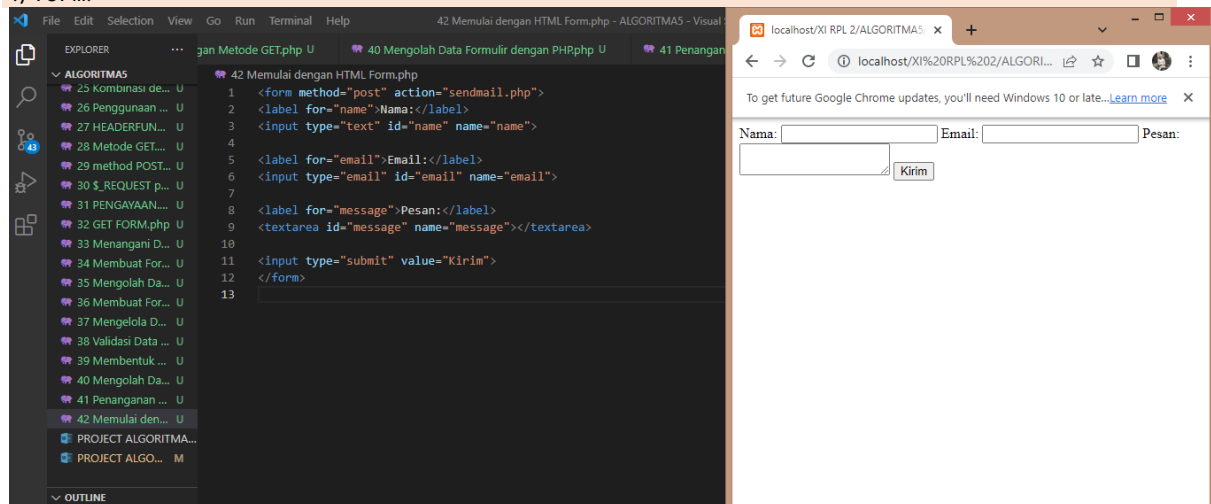 File Edit Selection View Go Run Terminal Help 42 Memulai dengan HTML Form.php - ALGORITMA5 - Visual
EXPLORER ...
ALGORITMA5
25 Kombinasi de... U
26 Penggunaan ... U
27 HEADERFUN... U
28 Metode GET.... U
29 method POST... U
30 $_REQUEST p... U
31 PENGAYAAN.... U
32 GET FORM.php U
33 Menangani D... U
34 Membuat For... U
35 Mengolah Da... U
36 Membuat For... U
37 Mengelola D... U
38 Validasi Data ... U
39 Membentuk ... U
40 Mengolah Da... U
41 Penanganan ... U
42 Memulai den... U
PROJECT ALGORITMA...
PROJECT ALGO... M
OUTLINE
43
gan Metode GET.php U 40 Mengolah Data Formulir dengan PHP.php U 41 Penangan
42 Memulai dengan HTML Form.php
1 <form method="post" action="sendmail.php">
2 <label for="name">Nama:</label>
3 <input type="text" id="name" name="name">
4
5 <label for="email">Email:</label>
6 <input type="email" id="email" name="email">
7
8 <label for="message">Pesan:</label>
9 <textarea id="message" name="message"></textarea>
10
11 <input type="submit" value="Kirim">
12 </form>
13
localhost/XI RPL 2/ALGORITMA5
localhost/XI%20RPL%202/ALGORI...
To get future Google Chrome updates, you'll need Windows 10 or late...Learn more
Nama: Email: Pesan:
Kirim